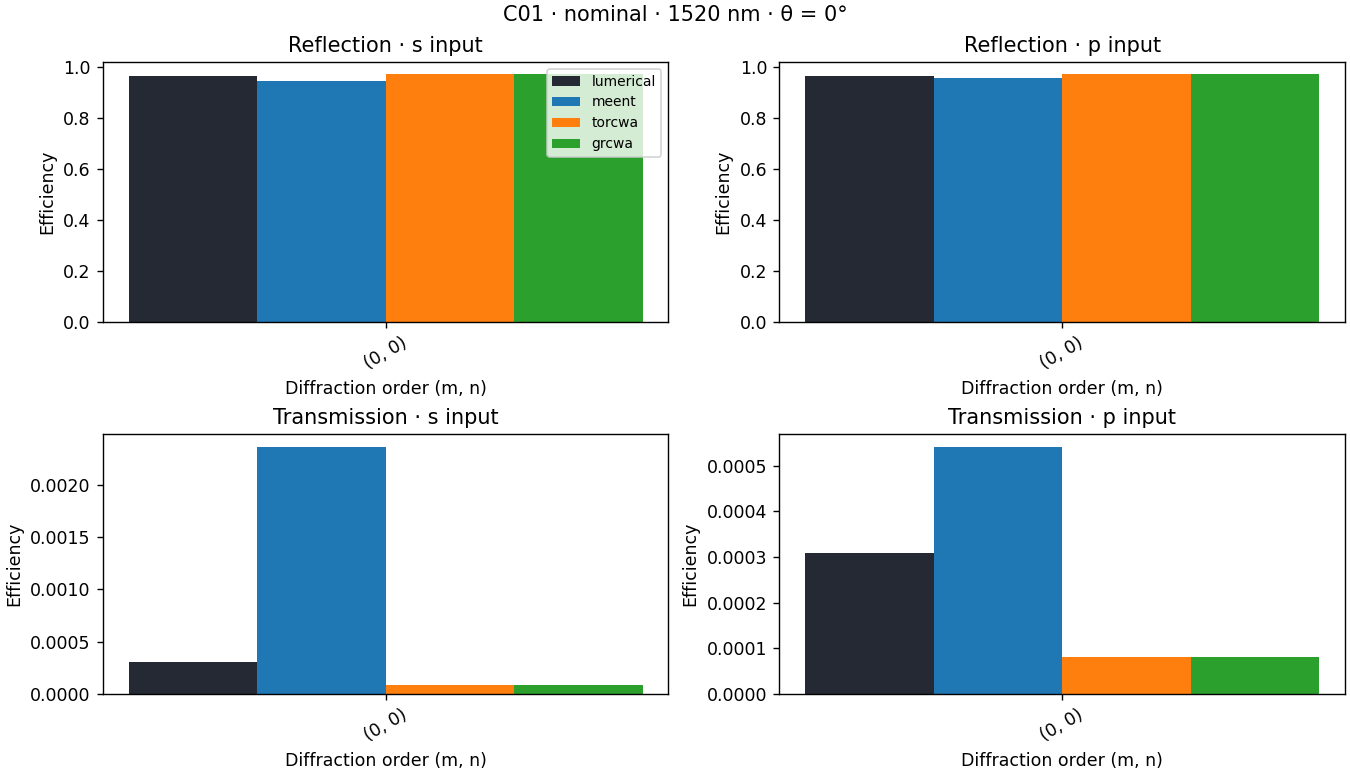 C01 · nominal · 1520 nm · θ = 0°
Reflection · s input
1.0
0.8
0.6
0.4
0.2
0.0
Efficiency
(0, 0)
Diffraction order (m, n)
lumerical
meent
torcwa
grcwa
Reflection · p input
1.0
0.8
0.6
0.4
0.2
0.0
Efficiency
(0, 0)
Diffraction order (m, n)
Transmission · s input
0.0020
0.0015
0.0010
0.0005
0.0000
Efficiency
(0, 0)
Diffraction order (m, n)
Transmission · p input
0.0005
0.0004
0.0003
0.0002
0.0001
0.0000
Efficiency
(0, 0)
Diffraction order (m, n)